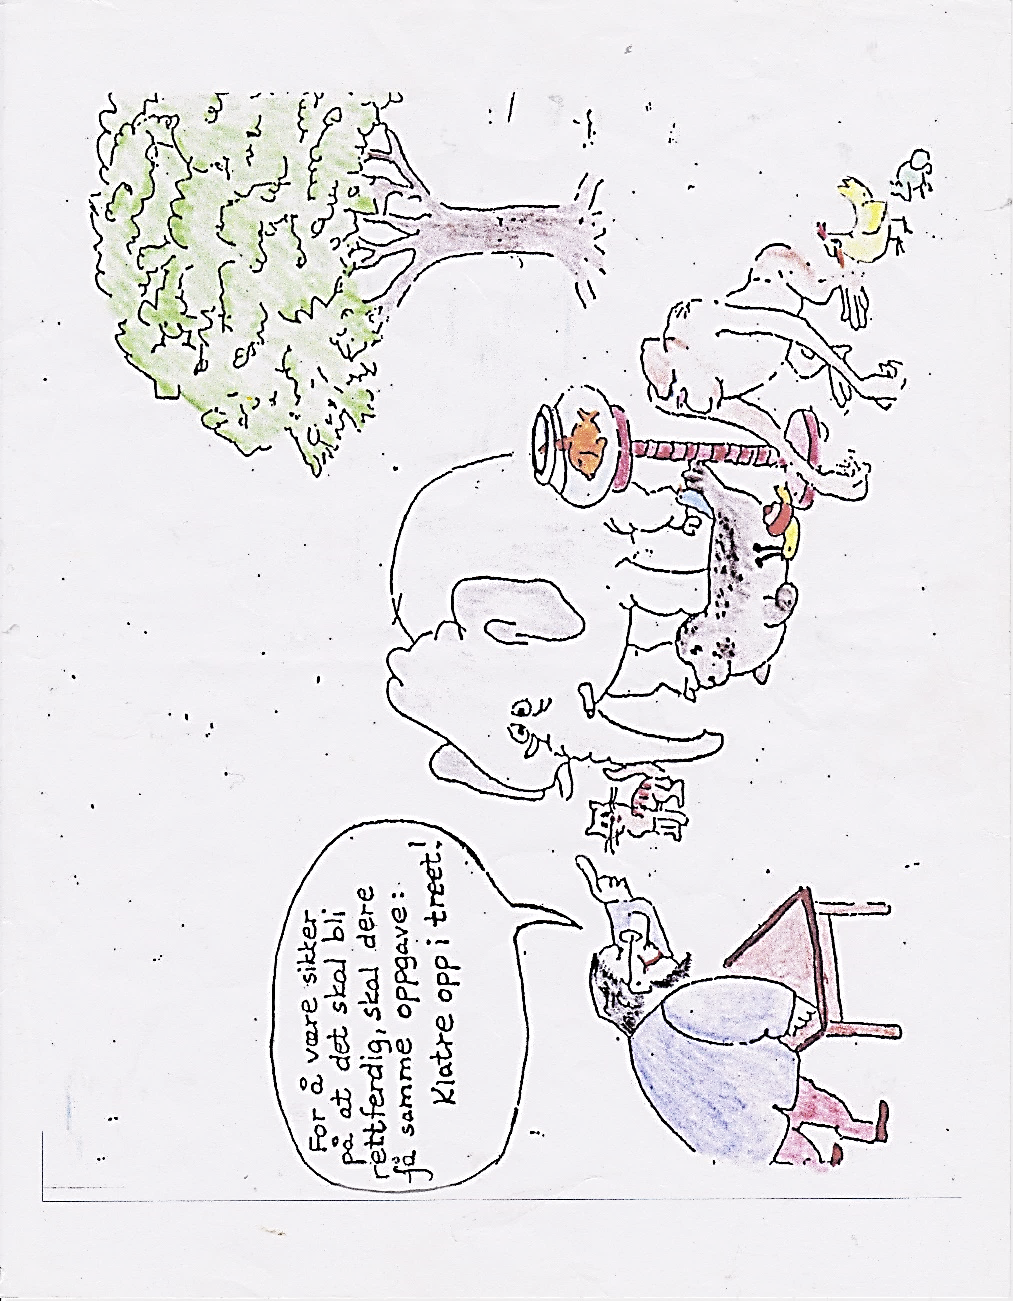 For å være sikker
på at det skal bli
rettferdig, skal dere
få samme oppgave:
Klatre opp i treet!